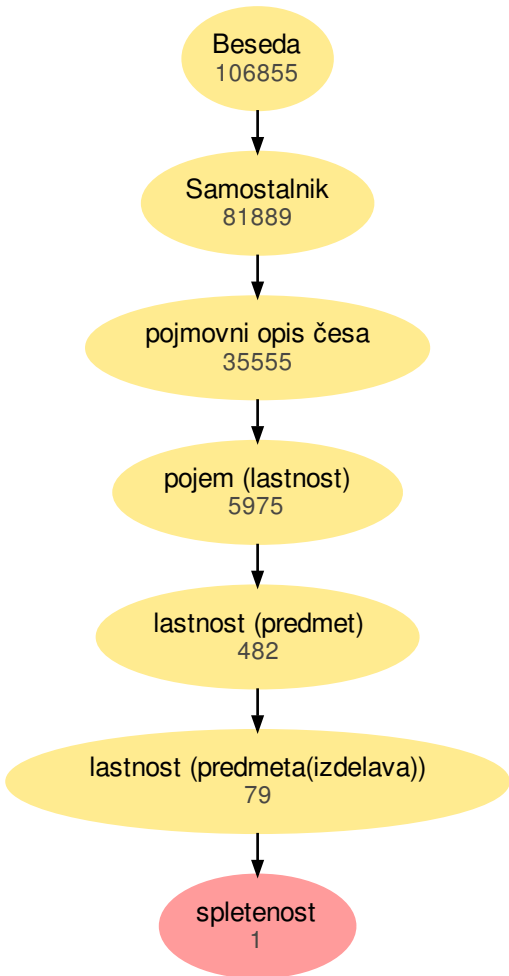 Beseda
106855
Samostalnik
81889
pojmovni opis česa
35555
pojem (lastnost)
5975
lastnost (predmet)
482
lastnost (predmeta(izdelava))
79
spletenost
1